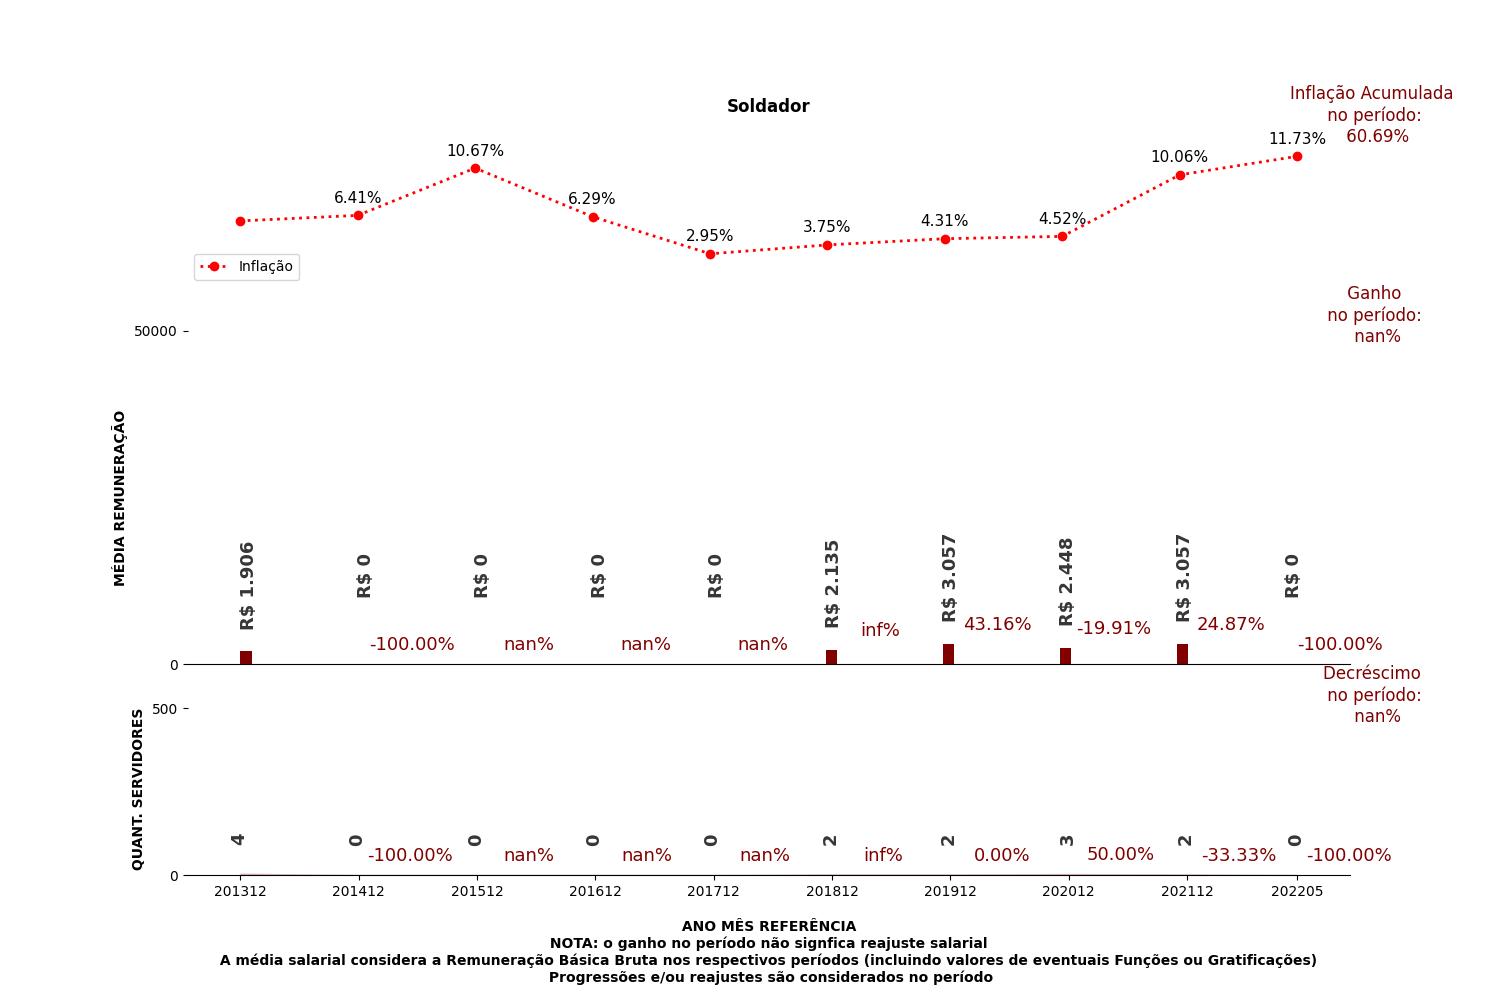 Soldador
Inflação Acumulada
no período:
60.69%
6.41%
10.67%
6.29%
2.95%
3.75%
4.31%
4.52%
10.06%
11.73%
Inflação
Ganho
no período:
nan%
50000
0
MÉDIA REMUNERAÇÃO
R$ 1.906
R$ 0
R$ 0
R$ 0
R$ 0
R$ 2.135
R$ 3.057
R$ 2.448
R$ 3.057
R$ 0
-100.00%
nan%
nan%
nan%
inf%
43.16%
-19.91%
24.87%
-100.00%
Decréscimo
no período:
nan%
500
0
QUANT. SERVIDORES
4
0
0
0
0
2
2
3
2
0
-100.00%
nan%
nan%
nan%
inf%
0.00%
50.00%
-33.33%
-100.00%
201312
201412
201512
201612
201712
201812
201912
202012
202112
202205
ANO MÊS REFERÊNCIA
NOTA: o ganho no período não signfica reajuste salarial
A média salarial considera a Remuneração Básica Bruta nos respectivos períodos (incluindo valores de eventuais Funções ou Gratificações)
Progressões e/ou reajustes são considerados no período